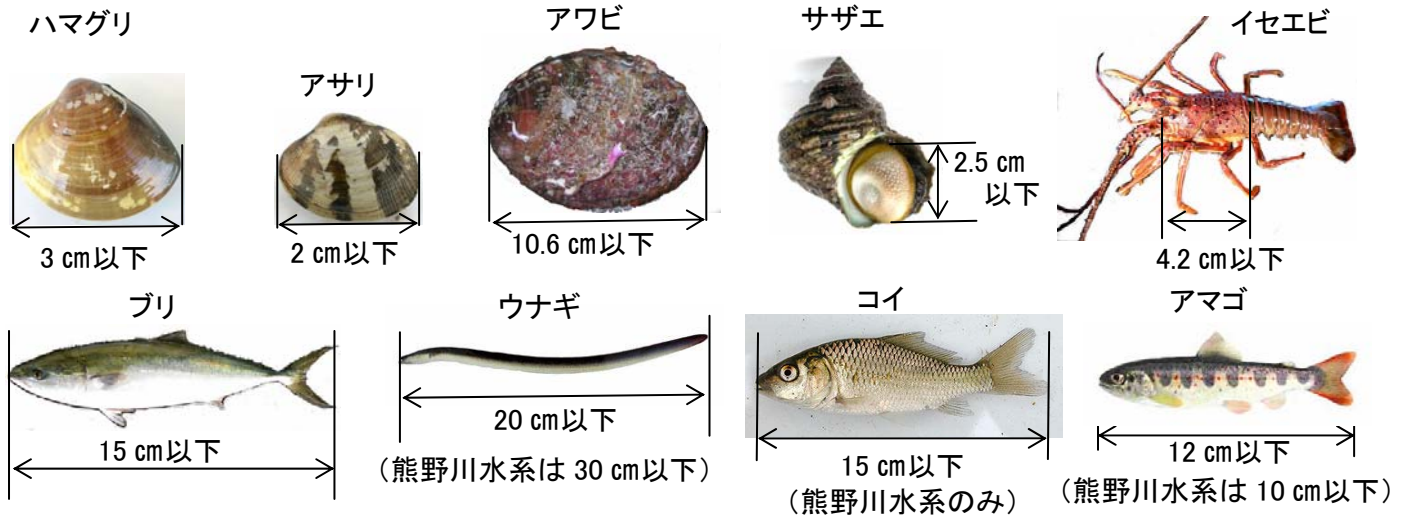 ハマグリ
アサリ
アワビ
サザエ
イセエビ
3 cm以下
2 cm以下
10.6 cm以下
2.5 cm
以下
4.2 cm以下
ブリ
ウナギ
コイ
アマゴ
15 cm以下
20 cm以下
(熊野川水系は 30 cm以下)
15 cm以下
(熊野川水系のみ)
12 cm以下
(熊野川水系は 10 cm以下)